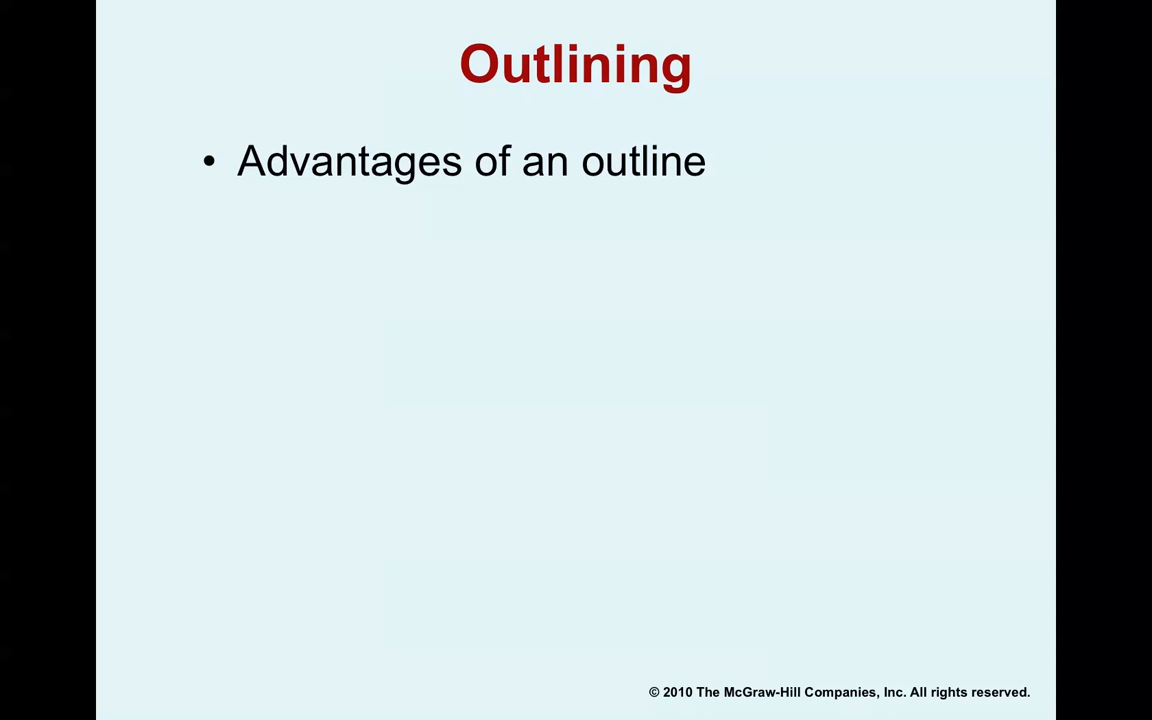 Outlining
• Advantages of an outline
© 2010 The McGraw-Hill Companies, Inc. All rights reserved.